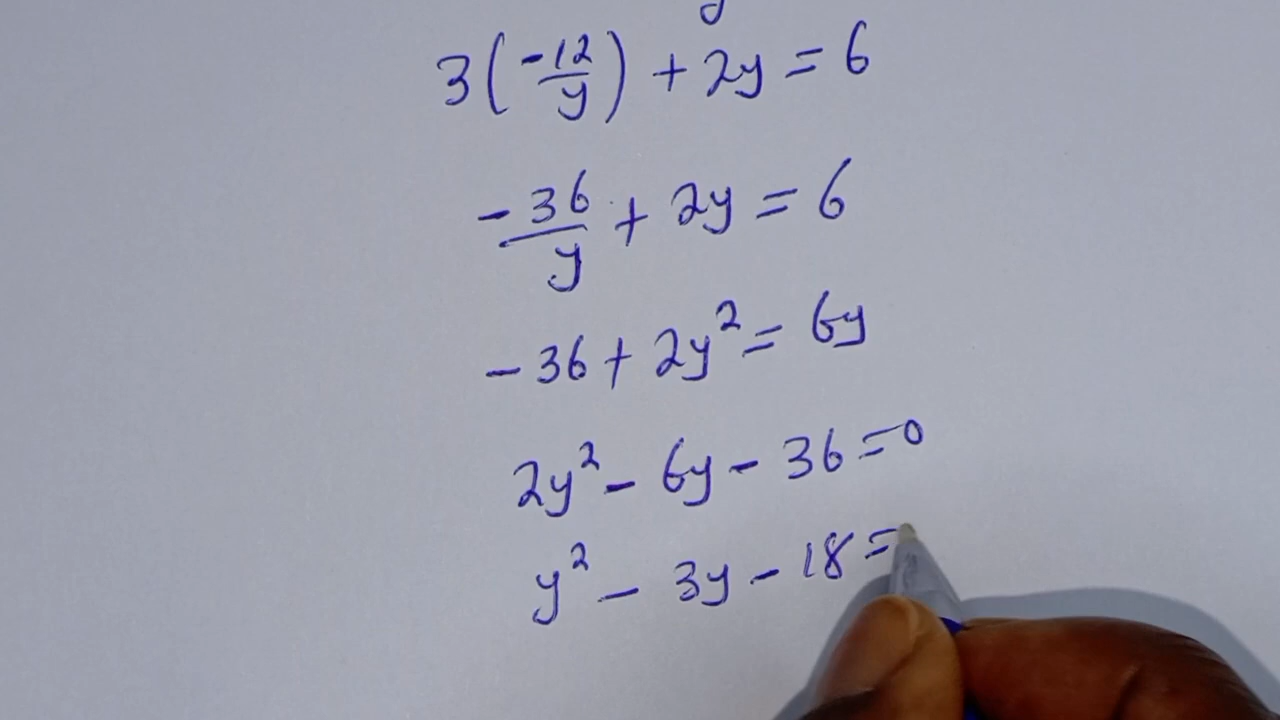 3(-12/y) + 2y = 6
-36/y + 2y = 6
-36 + 2y² = 6y
2y² - 6y - 36 = 0
y² - 3y - 18 =